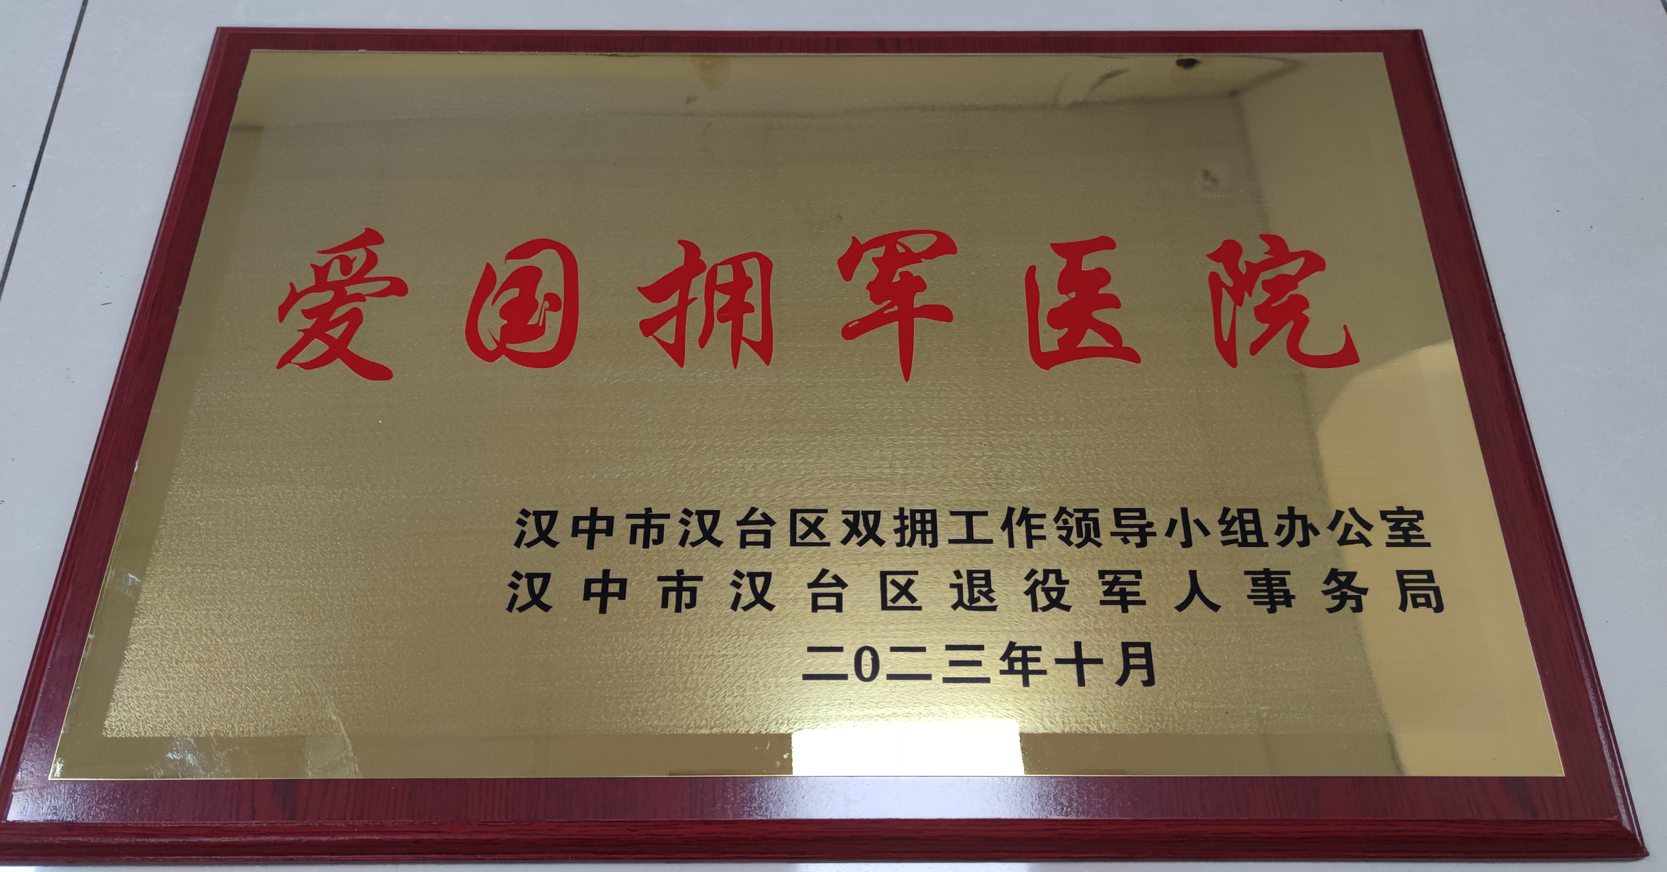 爱国拥军医院
汉中市汉台区双拥工作领导小组办公室
汉中市汉台区退役军人事务局
二0二三年十月